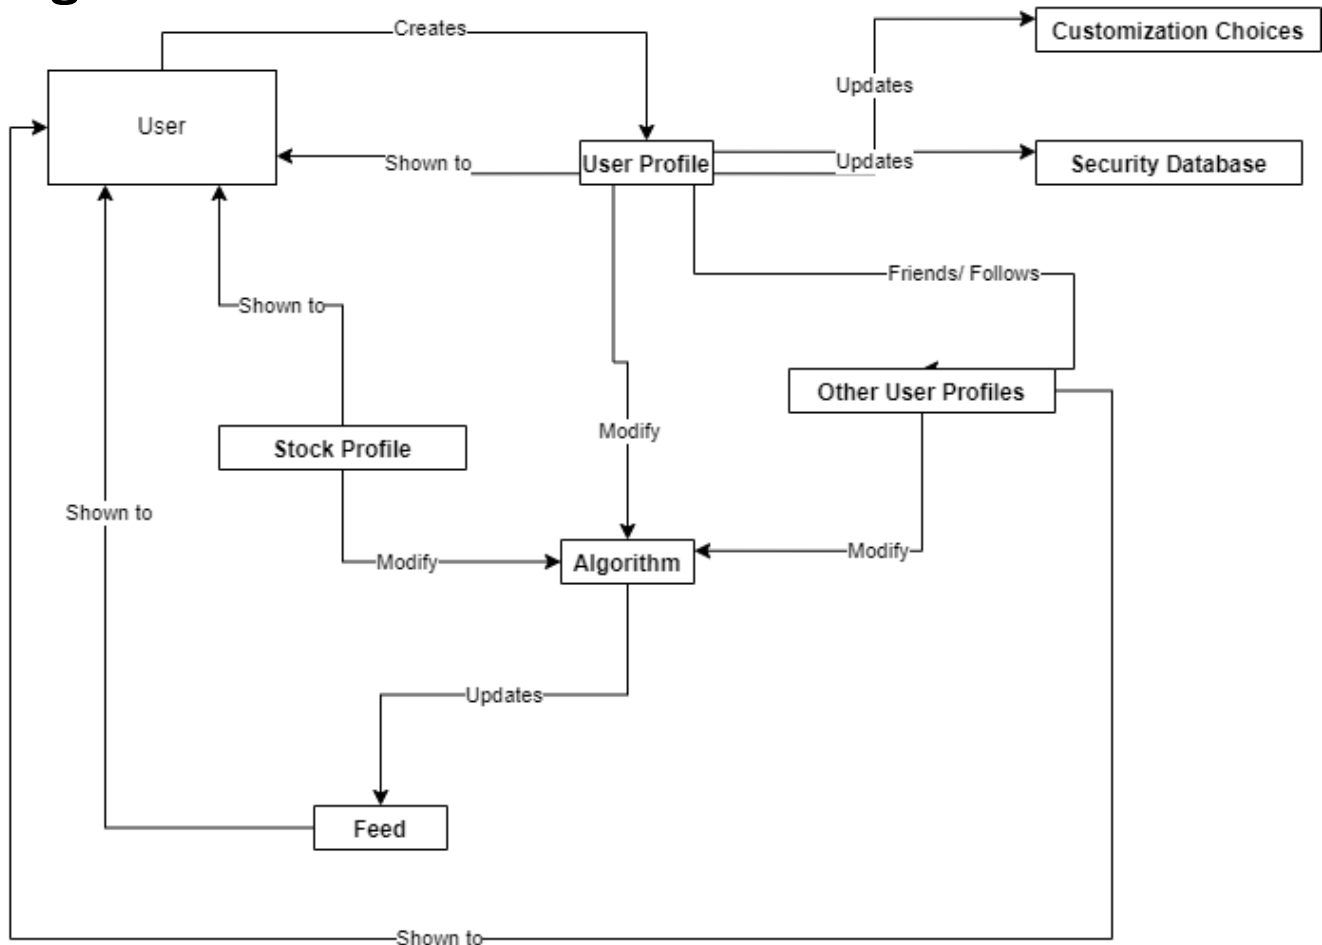 Creates
Customization Choices
Updates
User
Shown to
User Profile
Updates
Security Database
Friends/ Follows
Shown to
Other User Profiles
Modify
Stock Profile
Shown to
Modify
Algorithm
Modify
Updates
Feed
Shown to